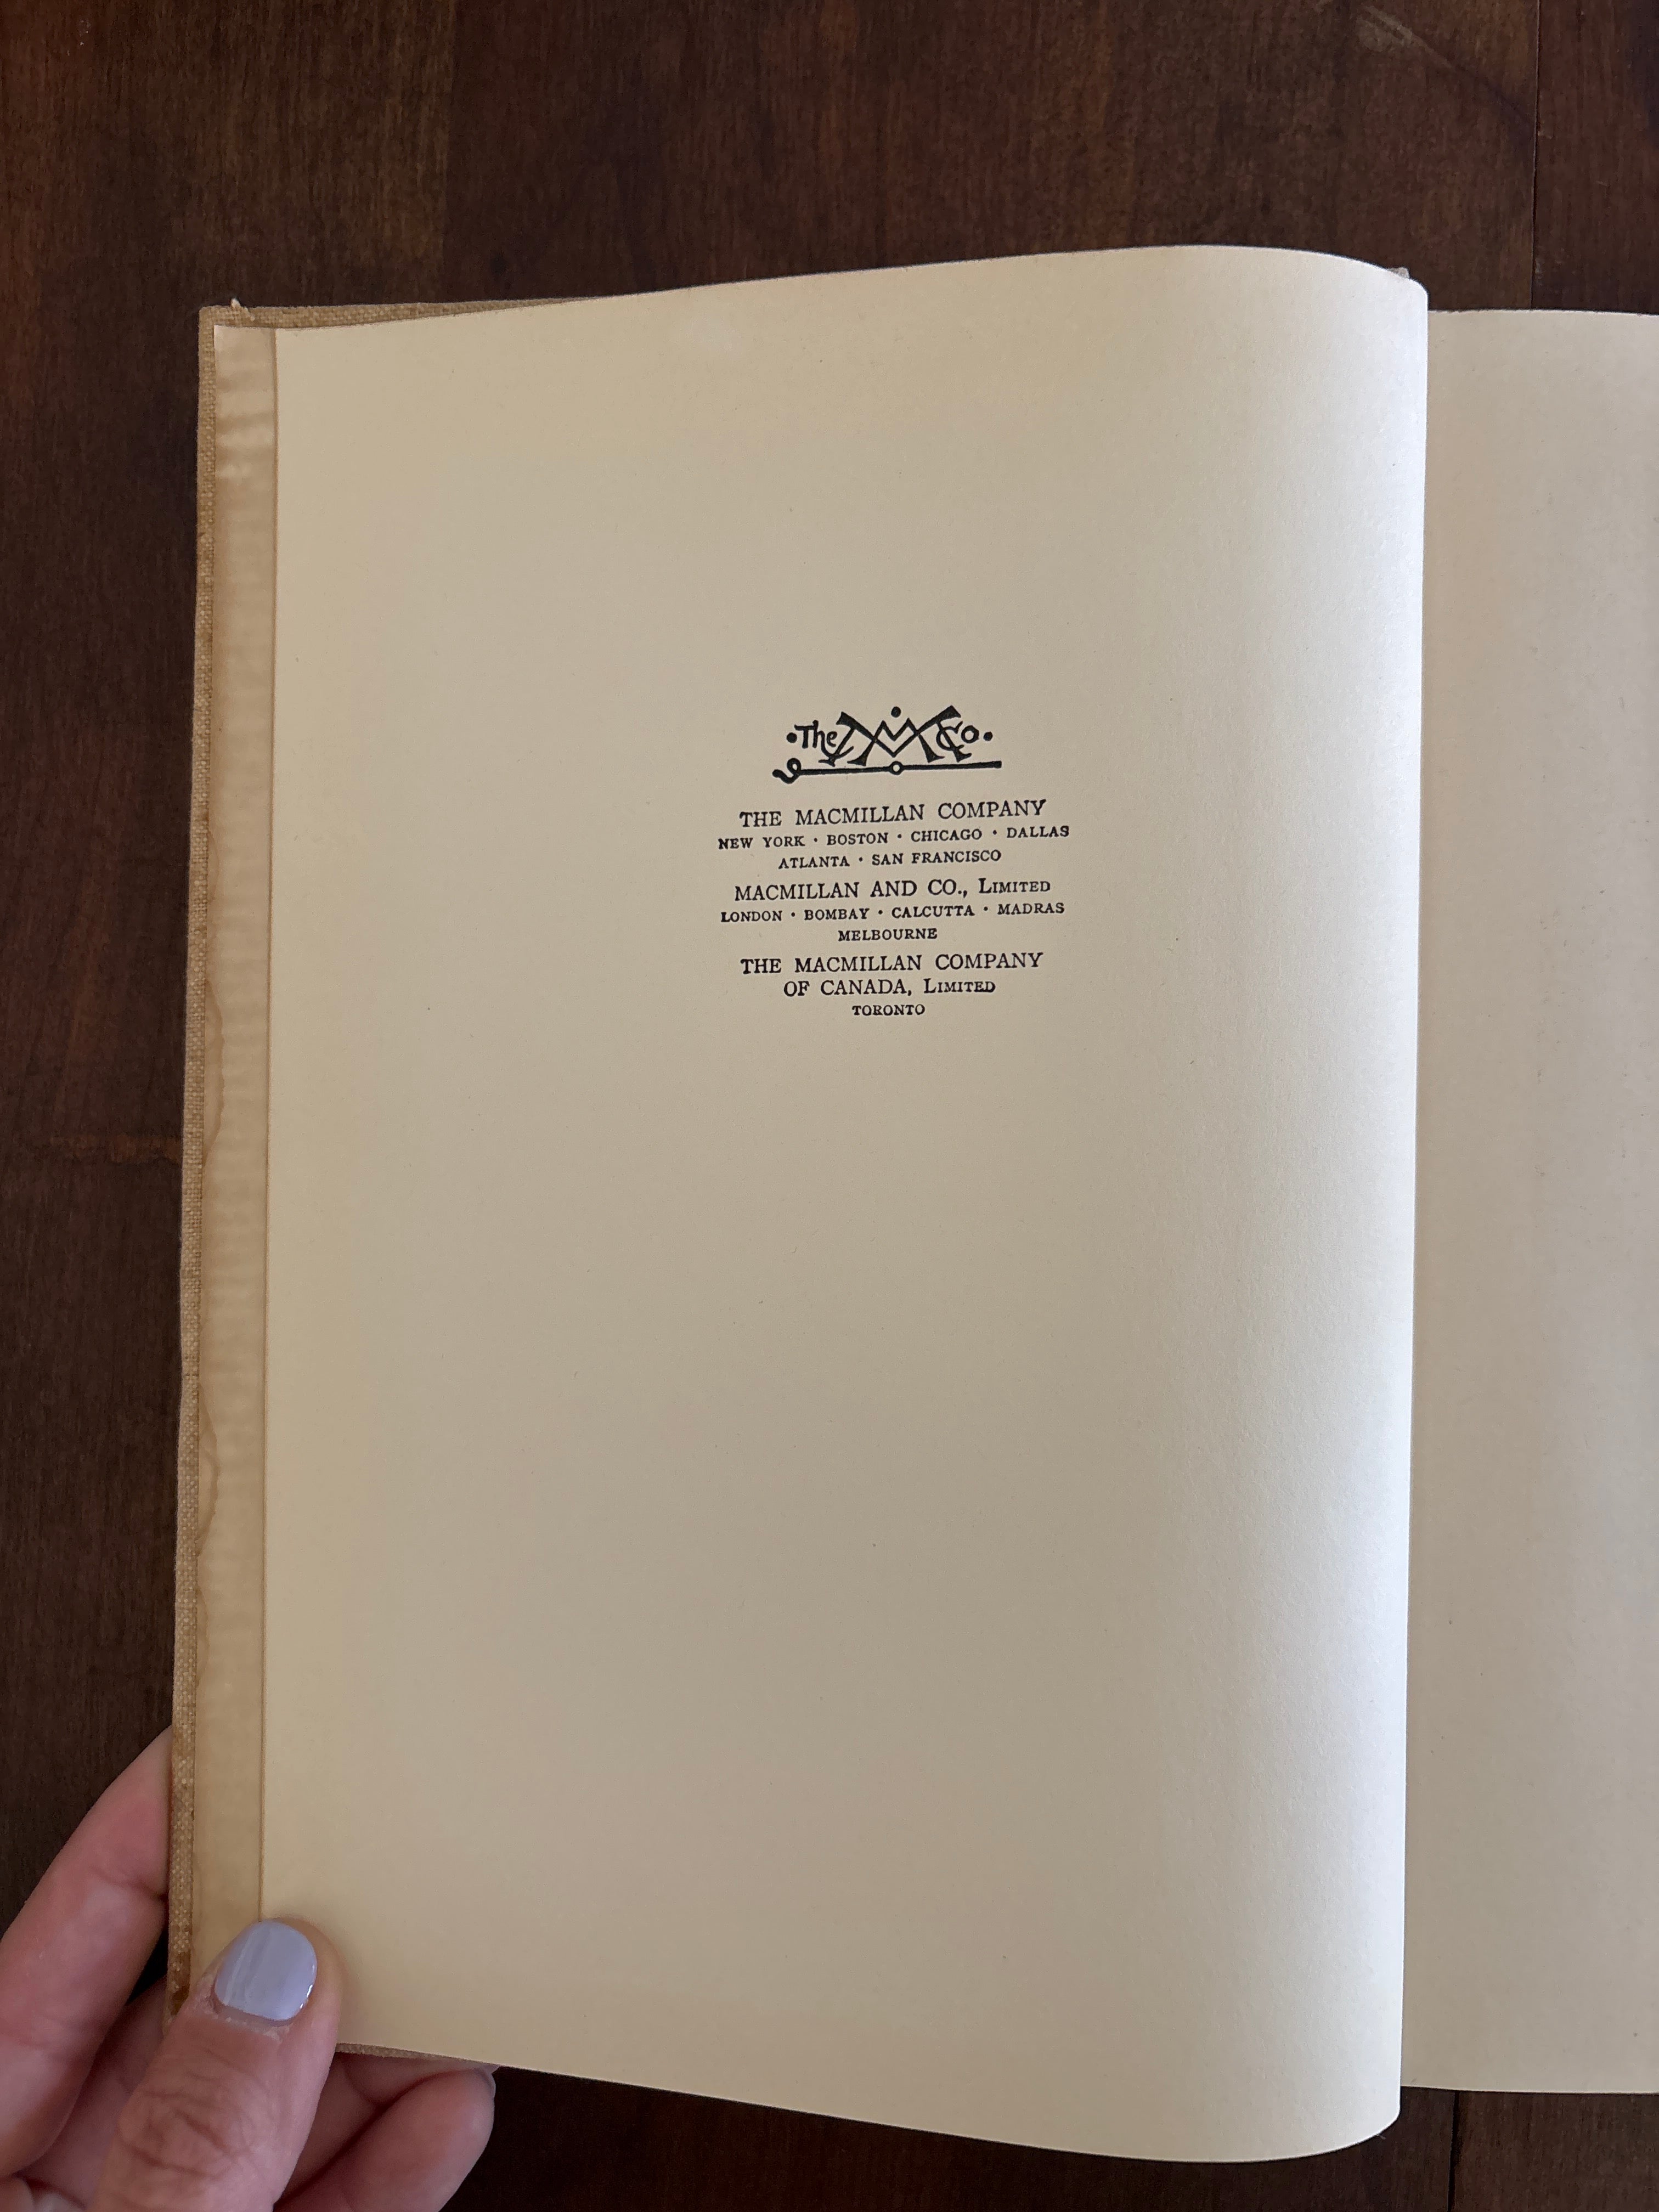 ·The MM Co.·
THE MACMILLAN COMPANY
NEW YORK · BOSTON · CHICAGO · DALLAS
ATLANTA · SAN FRANCISCO
MACMILLAN AND CO., LIMITED
LONDON · BOMBAY · CALCUTTA · MADRAS
MELBOURNE
THE MACMILLAN COMPANY
OF CANADA, LIMITED
TORONTO